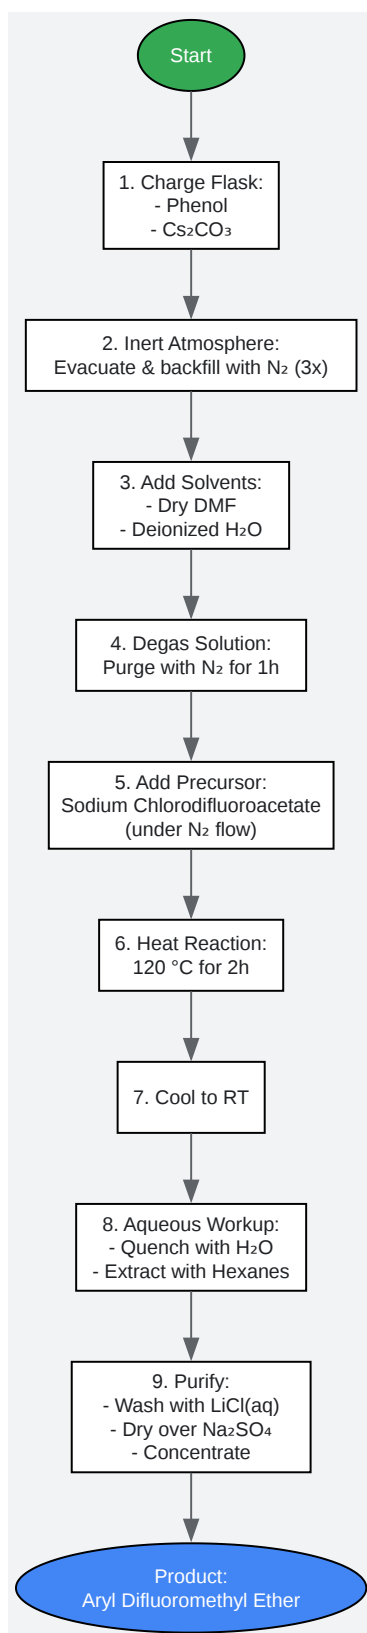 Start
1. Charge Flask:
- Phenol
- Cs₂CO₃
2. Inert Atmosphere:
Evacuate & backfill with N₂ (3x)
3. Add Solvents:
- Dry DMF
- Deionized H₂O
4. Degas Solution:
Purge with N₂ for 1h
5. Add Precursor:
Sodium Chlorodifluoroacetate
(under N₂ flow)
6. Heat Reaction:
120 °C for 2h
7. Cool to RT
8. Aqueous Workup:
- Quench with H₂O
- Extract with Hexanes
9. Purify:
- Wash with LiCl(aq)
- Dry over Na₂SO₄
- Concentrate
Product:
Aryl Difluoromethyl Ether